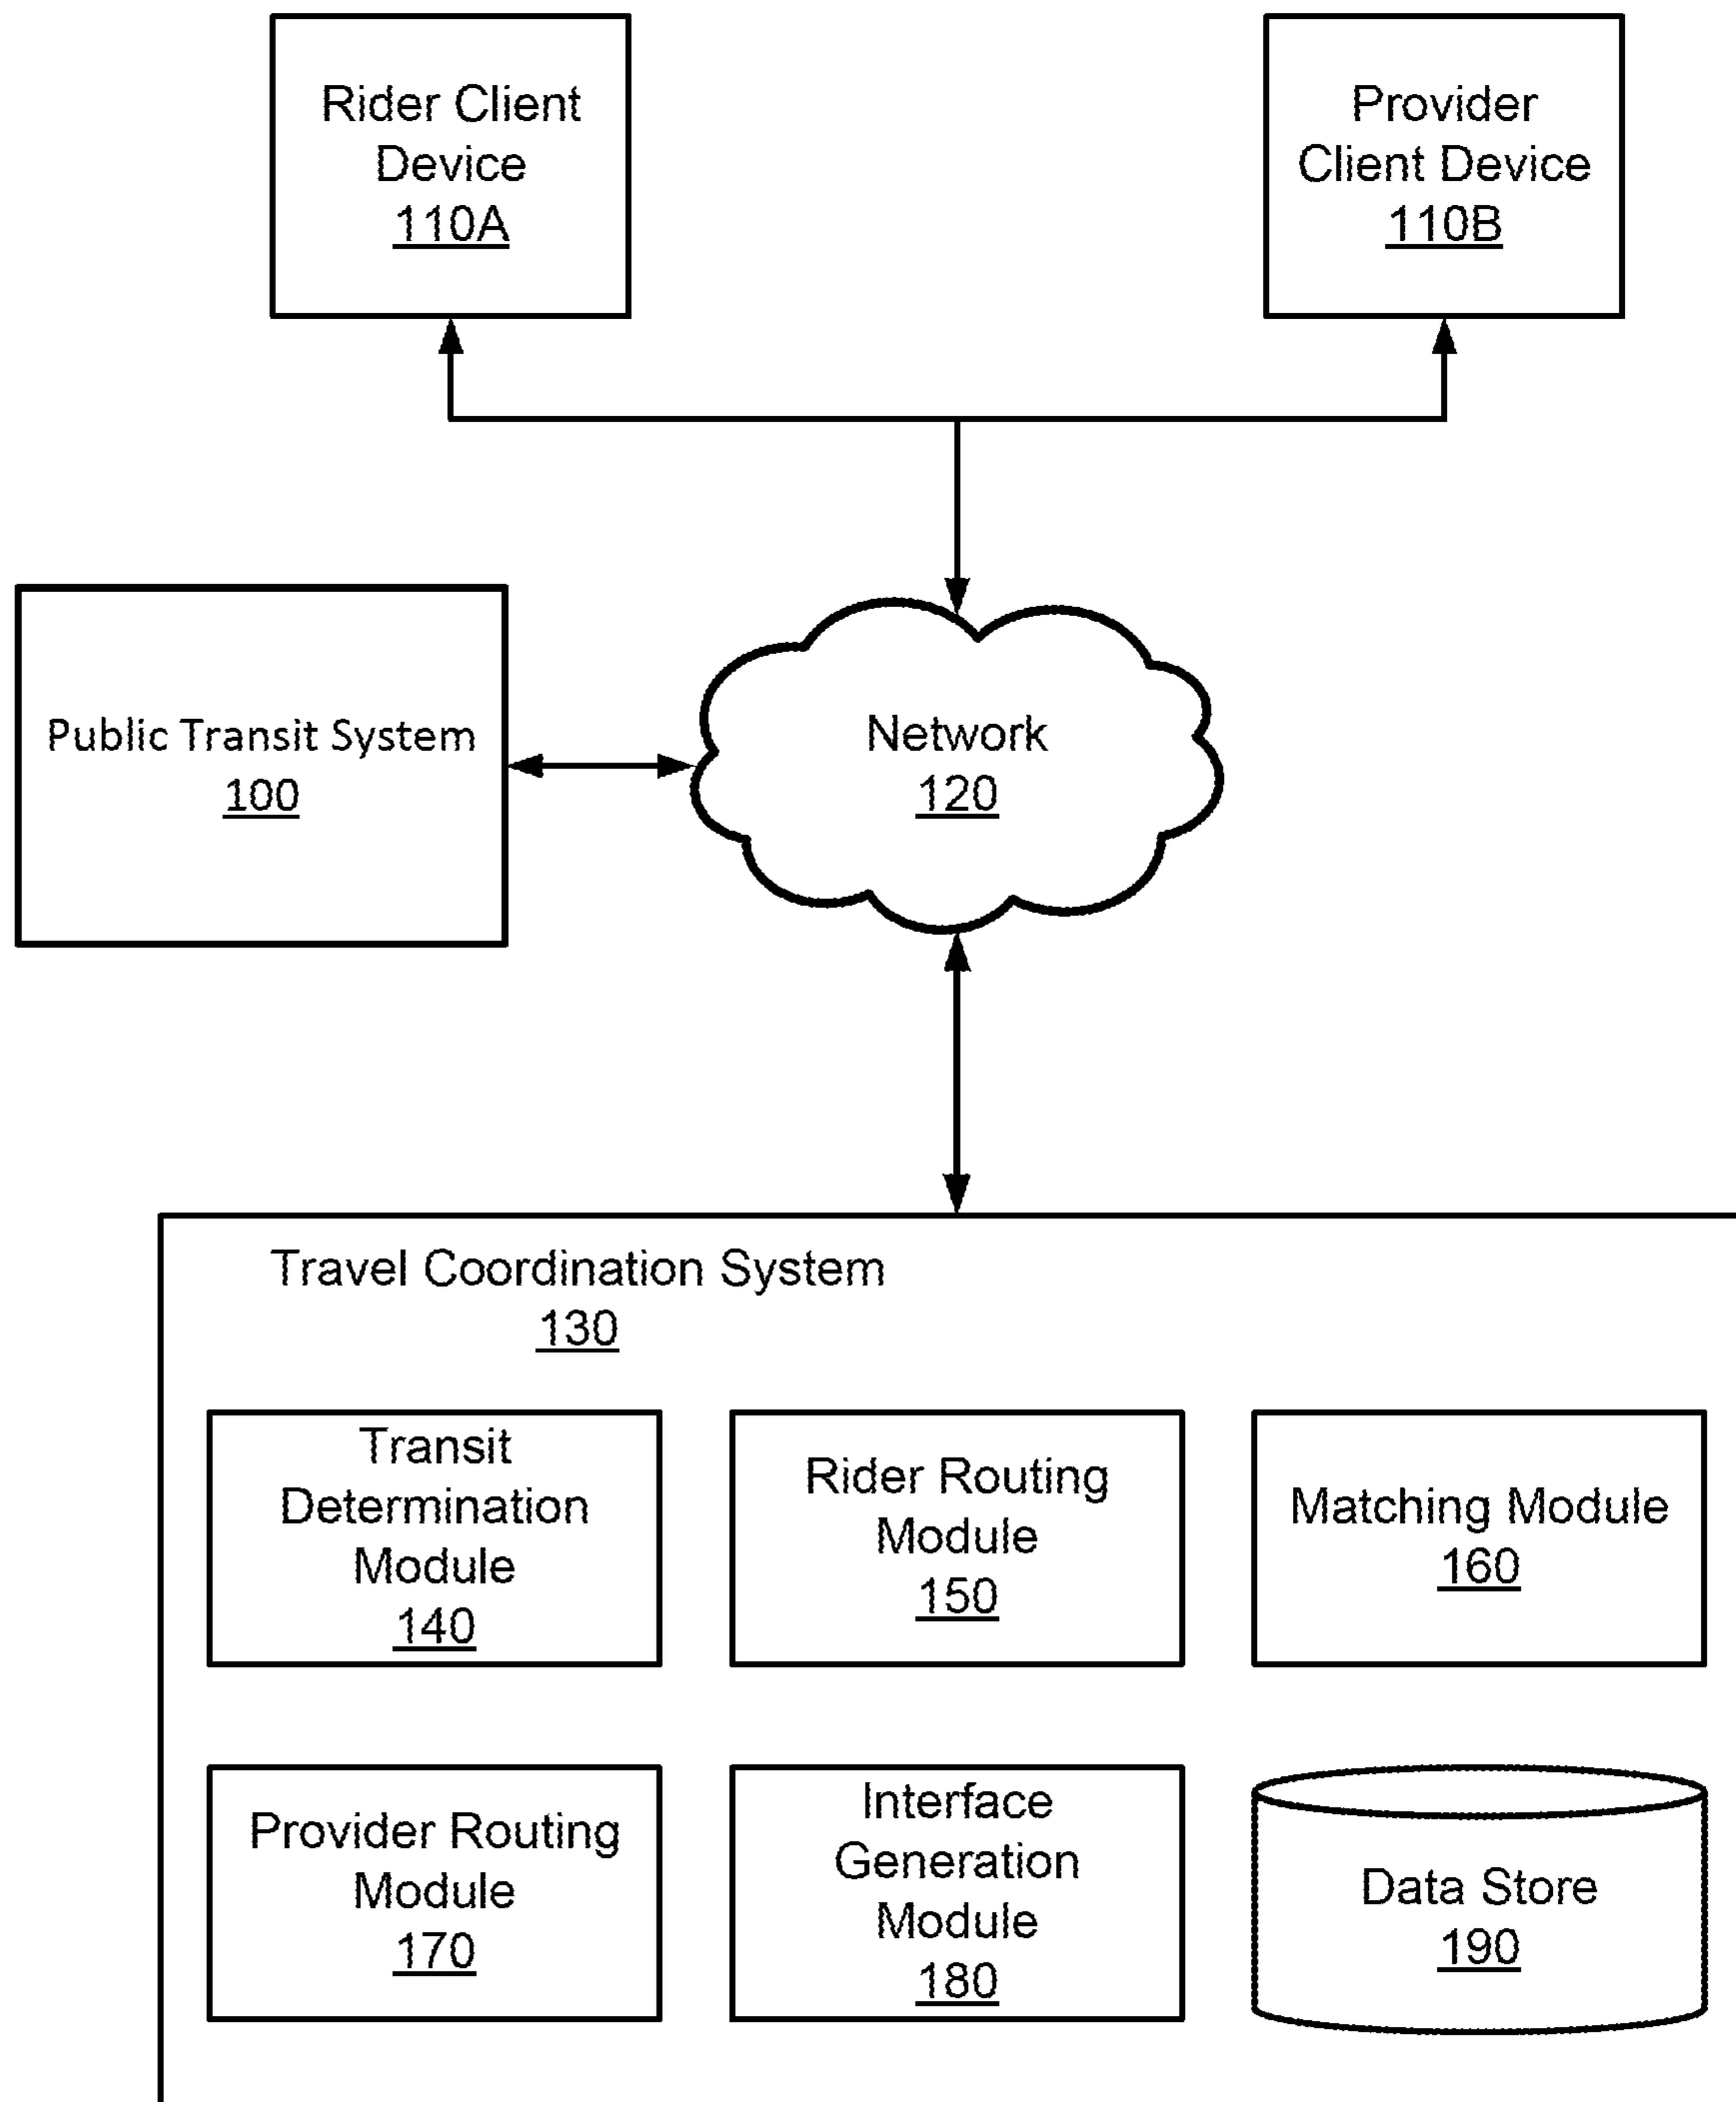 Rider Client
Device
110A
Provider
Client Device
110B
Public Transit System
100
Network
120
Travel Coordination System
130
Transit
Determination
Module
140
Rider Routing
Module
150
Matching Module
160
Provider Routing
Module
170
Interface
Generation
Module
180
Data Store
190